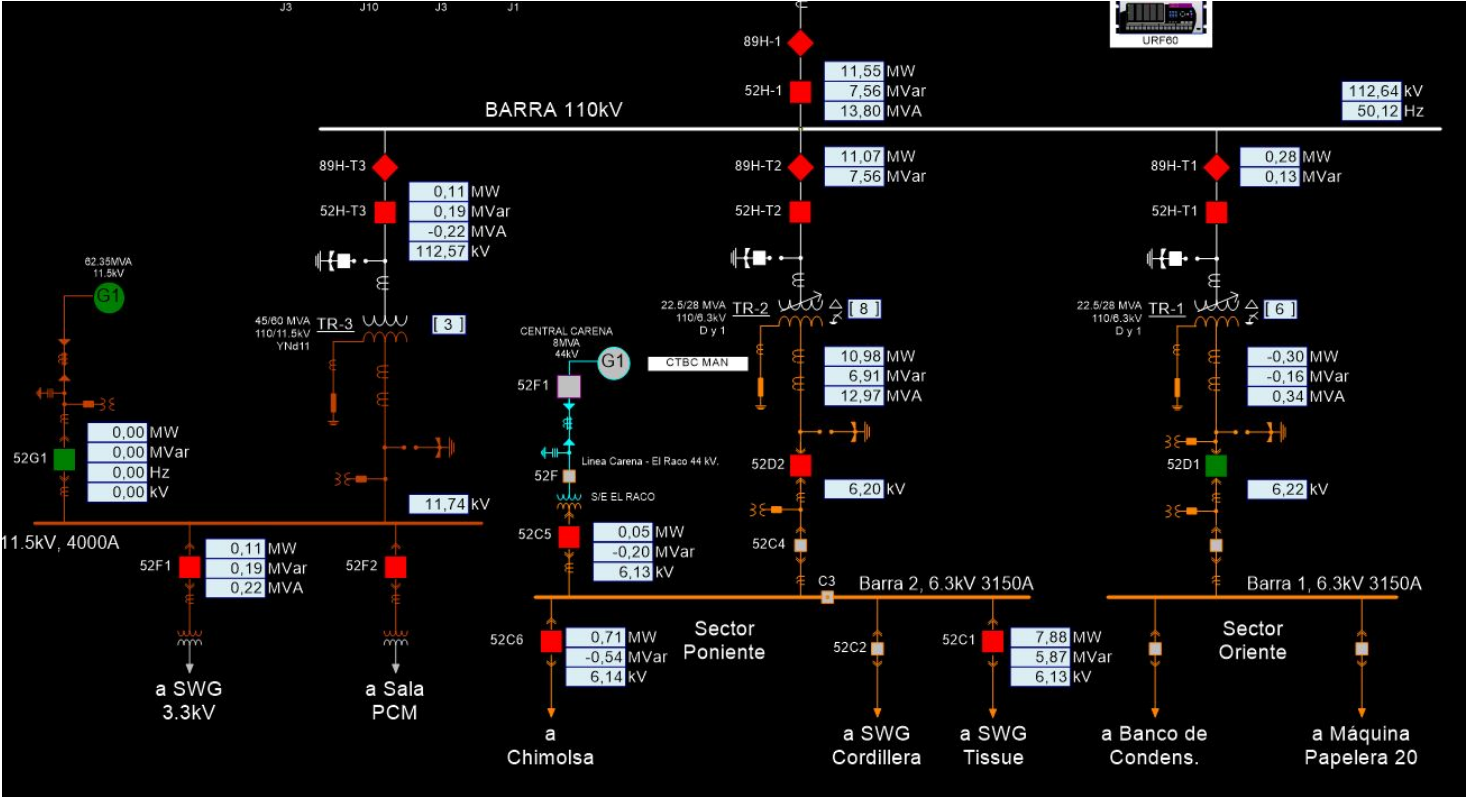 J3 J10 J3 J1
URF60
89H-1
11,55 MW
52H-1 7,56 MVar
13,80 MVA
112,64 kV
50,12 Hz
BARRA 110kV
89H-T3
0,11 MW
52H-T3 0,19 MVar
-0,22 MVA
112,57 kV
89H-T2 11,07 MW
7,56 MVar
52H-T2
89H-T1 0,28 MW
0,13 MVar
52H-T1
62.35MVA
11.5kV
G1
45/60 MVA
110/11.5kV
YNd11
TR-3
[ 3 ]
22.5/28 MVA
110/6.3kV
D y 1
TR-2
[ 8 ]
22.5/28 MVA
110/6.3kV
D y 1
TR-1
[ 6 ]
CENTRAL CARENA
8MVA
44kV
G1
CTBC MAN
52F1
10,98 MW
6,91 MVar
12,97 MVA
-0,30 MW
-0,16 MVar
0,34 MVA
52G1
0,00 MW
0,00 MVar
0,00 Hz
0,00 kV
Linea Carena - El Raco 44 kV.
52F
S/E EL RACO
52D2
6,20 kV
52D1
6,22 kV
11,74 kV
52C5
0,05 MW
-0,20 MVar
6,13 kV
52C4
11.5kV, 4000A
52F1
0,11 MW
0,19 MVar
0,22 MVA
52F2
C3
Barra 2, 6.3kV 3150A
Barra 1, 6.3kV 3150A
52C6
0,71 MW
-0,54 MVar
6,14 kV
Sector
Poniente
52C2
52C1
7,88 MW
5,87 MVar
6,13 kV
Sector
Oriente
a SWG
3.3kV
a Sala
PCM
a
Chimolsa
a SWG
Cordillera
a SWG
Tissue
a Banco de
Condens.
a Máquina
Papelera 20